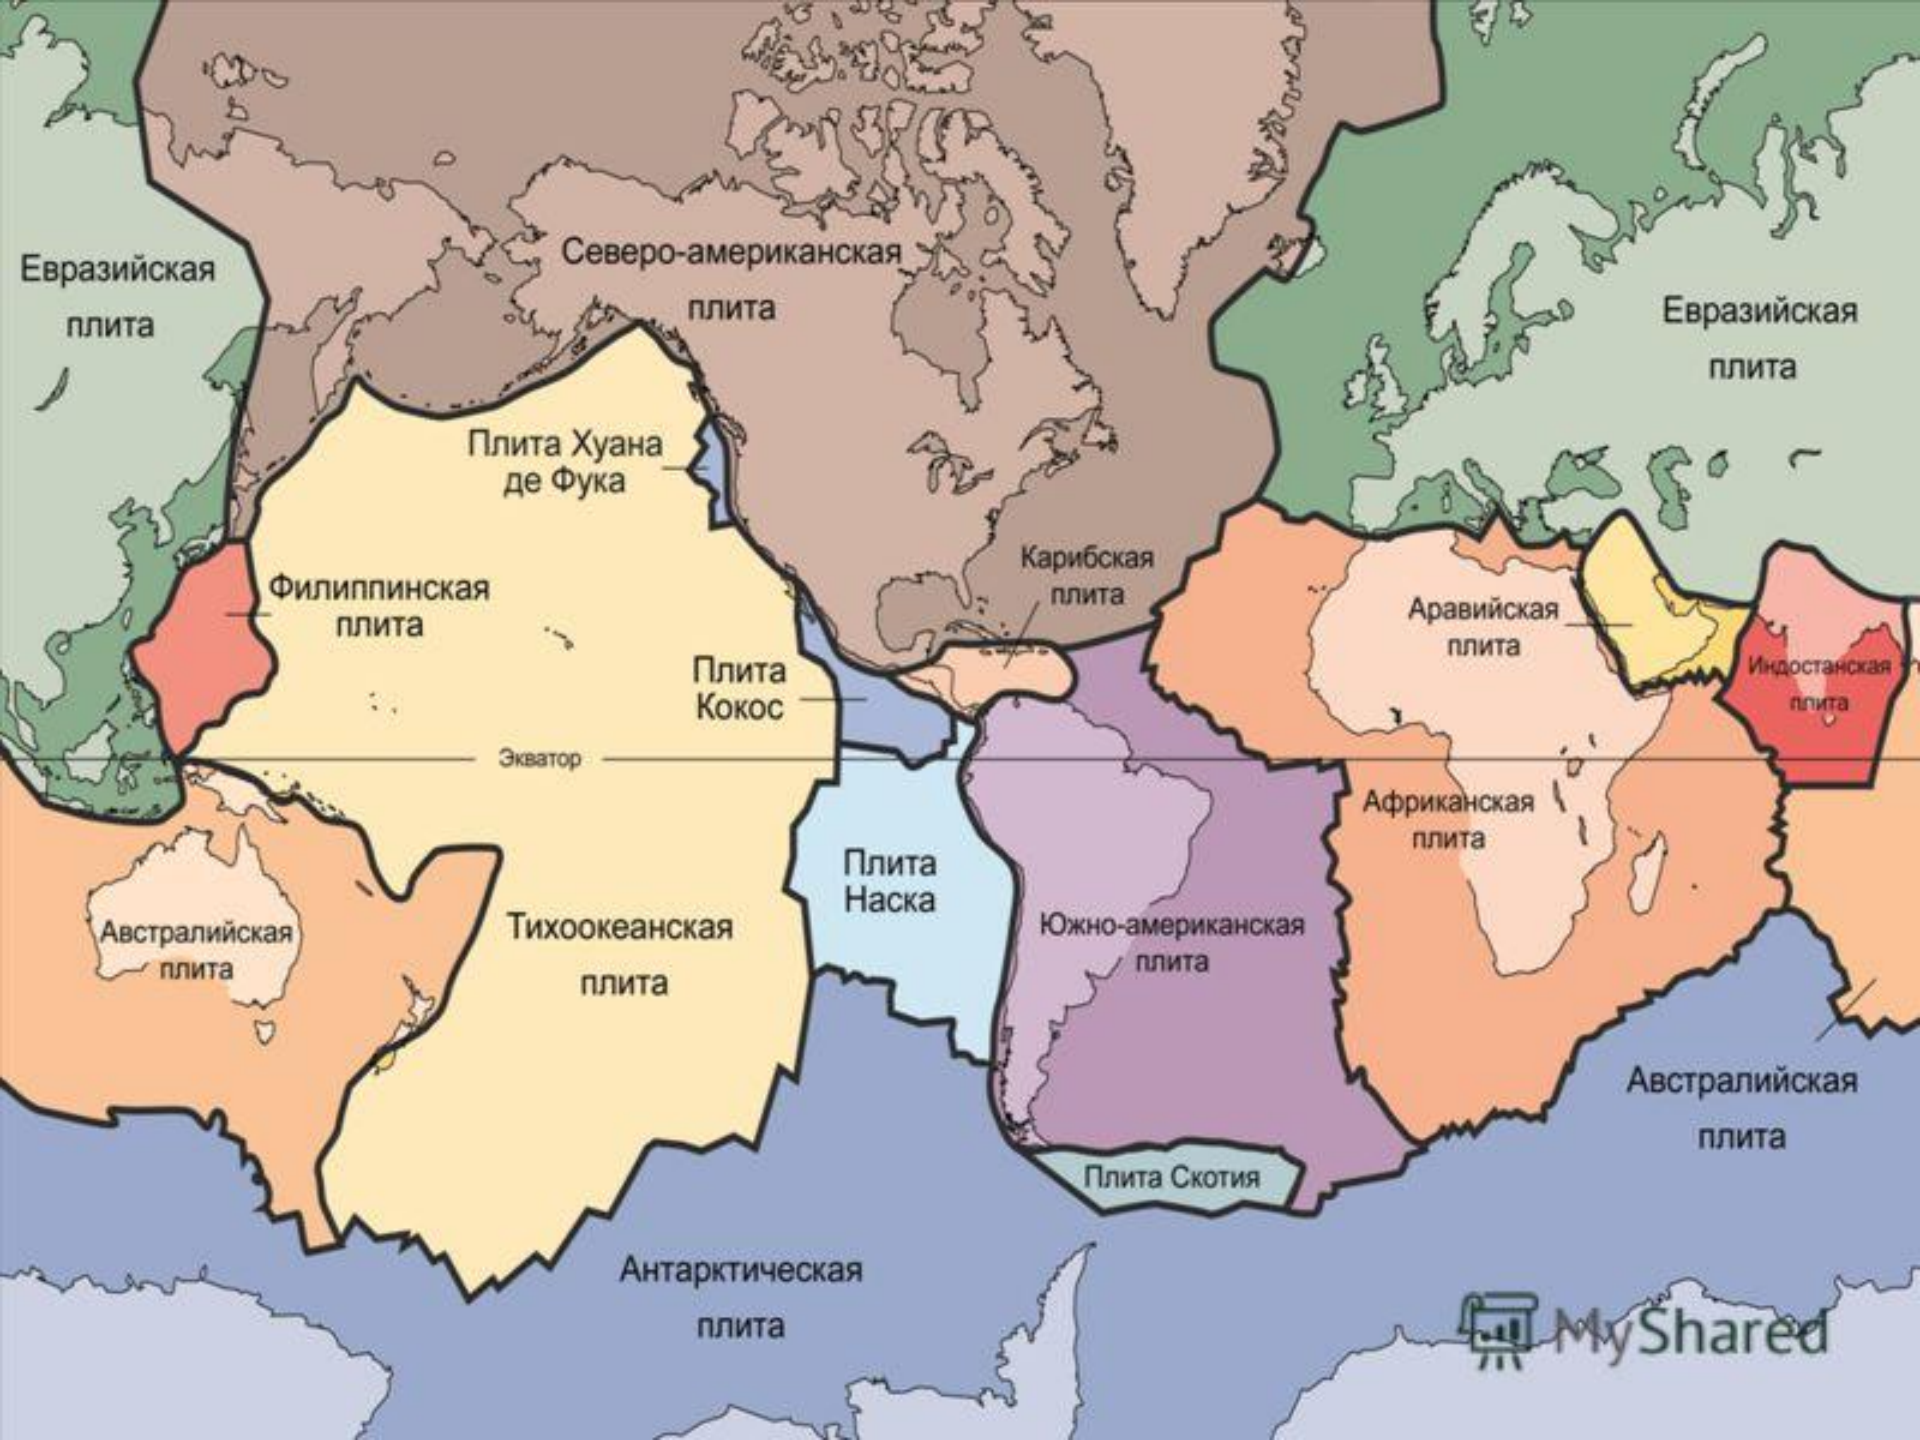 Евразийская
плита
Северо-американская
плита
Евразийская
плита
Плита Хуана
де Фука
Карибская
плита
Филиппинская
плита
Аравийская
плита
Индостанская
плита
Плита
Кокос
Экватор
Африканская
плита
Плита
Наска
Австралийская
плита
Тихоокеанская
плита
Южно-американская
плита
Австралийская
плита
Плита Скотия
Антарктическая
плита
MyShared